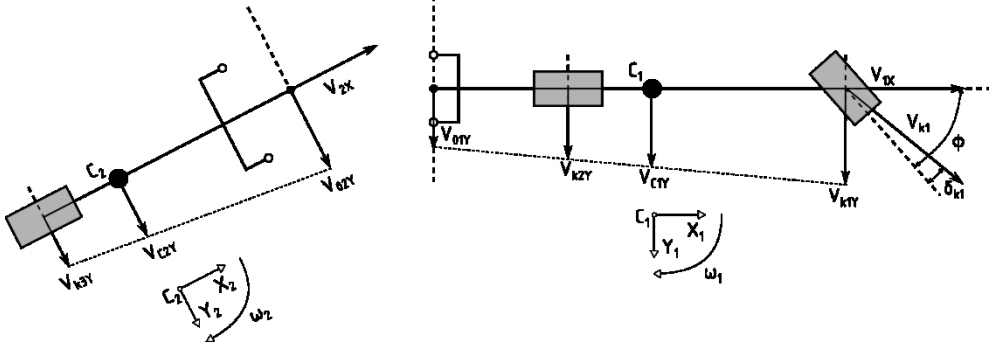 V2X
C2
V02Y
VC2Y
VK3Y
C2
X2
Y2
ω2
C1
V1X
V01Y
VK1
Φ
VK2Y
VC1Y
δK1
VK1Y
C1
X1
Y1
ω1